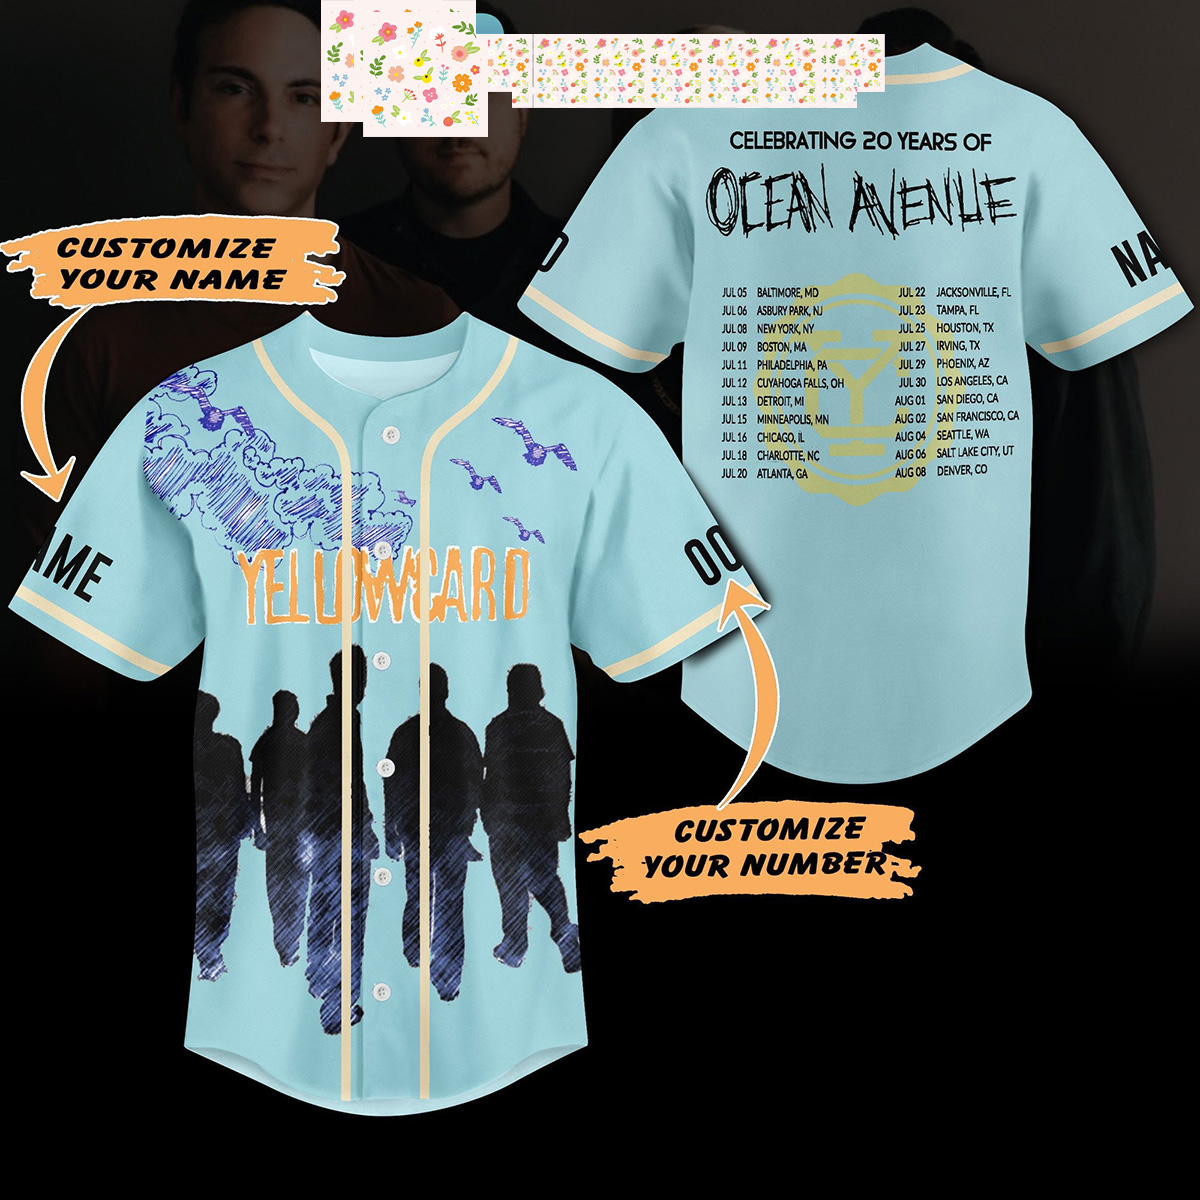 CUSTOMIZE
YOUR NAME
CELEBRATING 20 YEARS OF
OCEAN AVENUE
NA
JUL 05 BALTIMORE, MD
JUL 06 ASBURY PARK, NJ
JUL 08 NEW YORK, NY
JUL 09 BOSTON, MA
JUL 11 PHILADELPHIA, PA
JUL 12 CUYAHOGA FALLS, OH
JUL 13 DETROIT, MI
JUL 15 MINNEAPOLIS, MN
JUL 16 CHICAGO, IL
JUL 18 CHARLOTTE, NC
JUL 20 ATLANTA, GA
JUL 22 JACKSONVILLE, FL
JUL 23 TAMPA, FL
JUL 25 HOUSTON, TX
JUL 27 IRVING, TX
JUL 29 PHOENIX, AZ
JUL 30 LOS ANGELES, CA
AUG 01 SAN DIEGO, CA
AUG 02 SAN FRANCISCO, CA
AUG 04 SEATTLE, WA
AUG 06 SALT LAKE CITY, UT
AUG 08 DENVER, CO
AME
YELLOWCARD
00
CUSTOMIZE
YOUR NUMBER